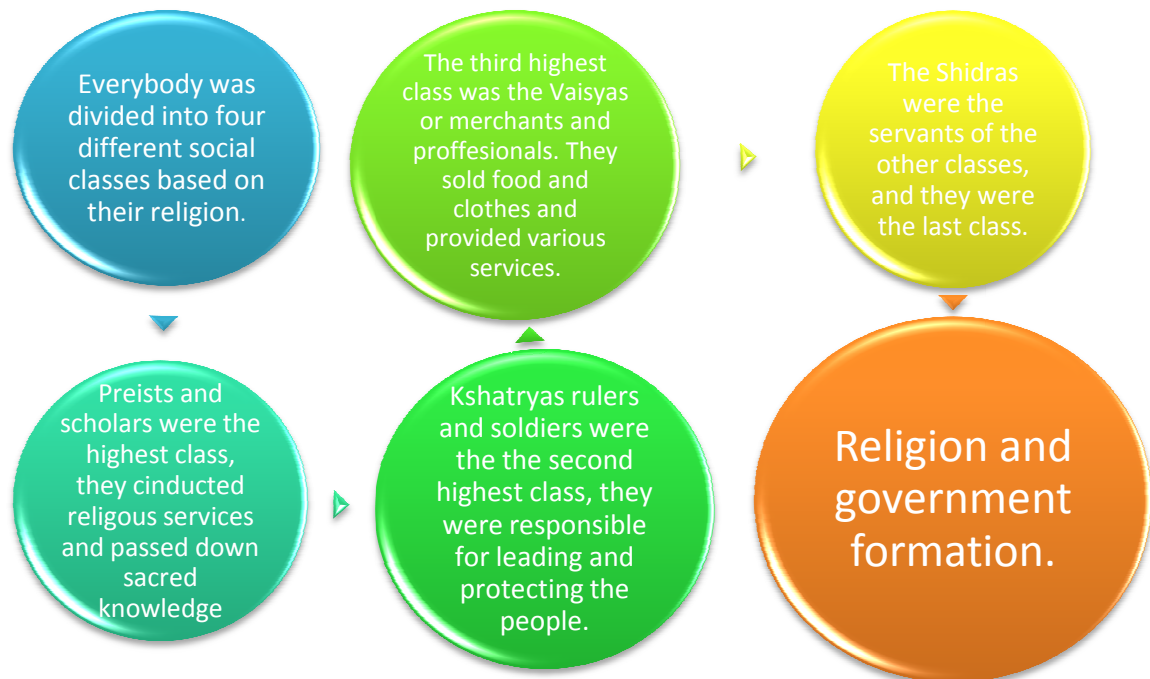 Everybody was
divided into four
different social
classes based on
their religion.
Preists and
scholars were the
highest class,
they cinducted
religous services
and passed down
sacred
knowledge
Kshatryas rulers
and soldiers were
the the second
highest class, they
were responsible
for leading and
protecting the
people.
The third highest
class was the Vaisyas
or merchants and
proffesionals. They
sold food and
clothes and
provided various
services.
The Shidras
were the
servants of the
other classes,
and they were
the last class.
Religion and
government
formation.